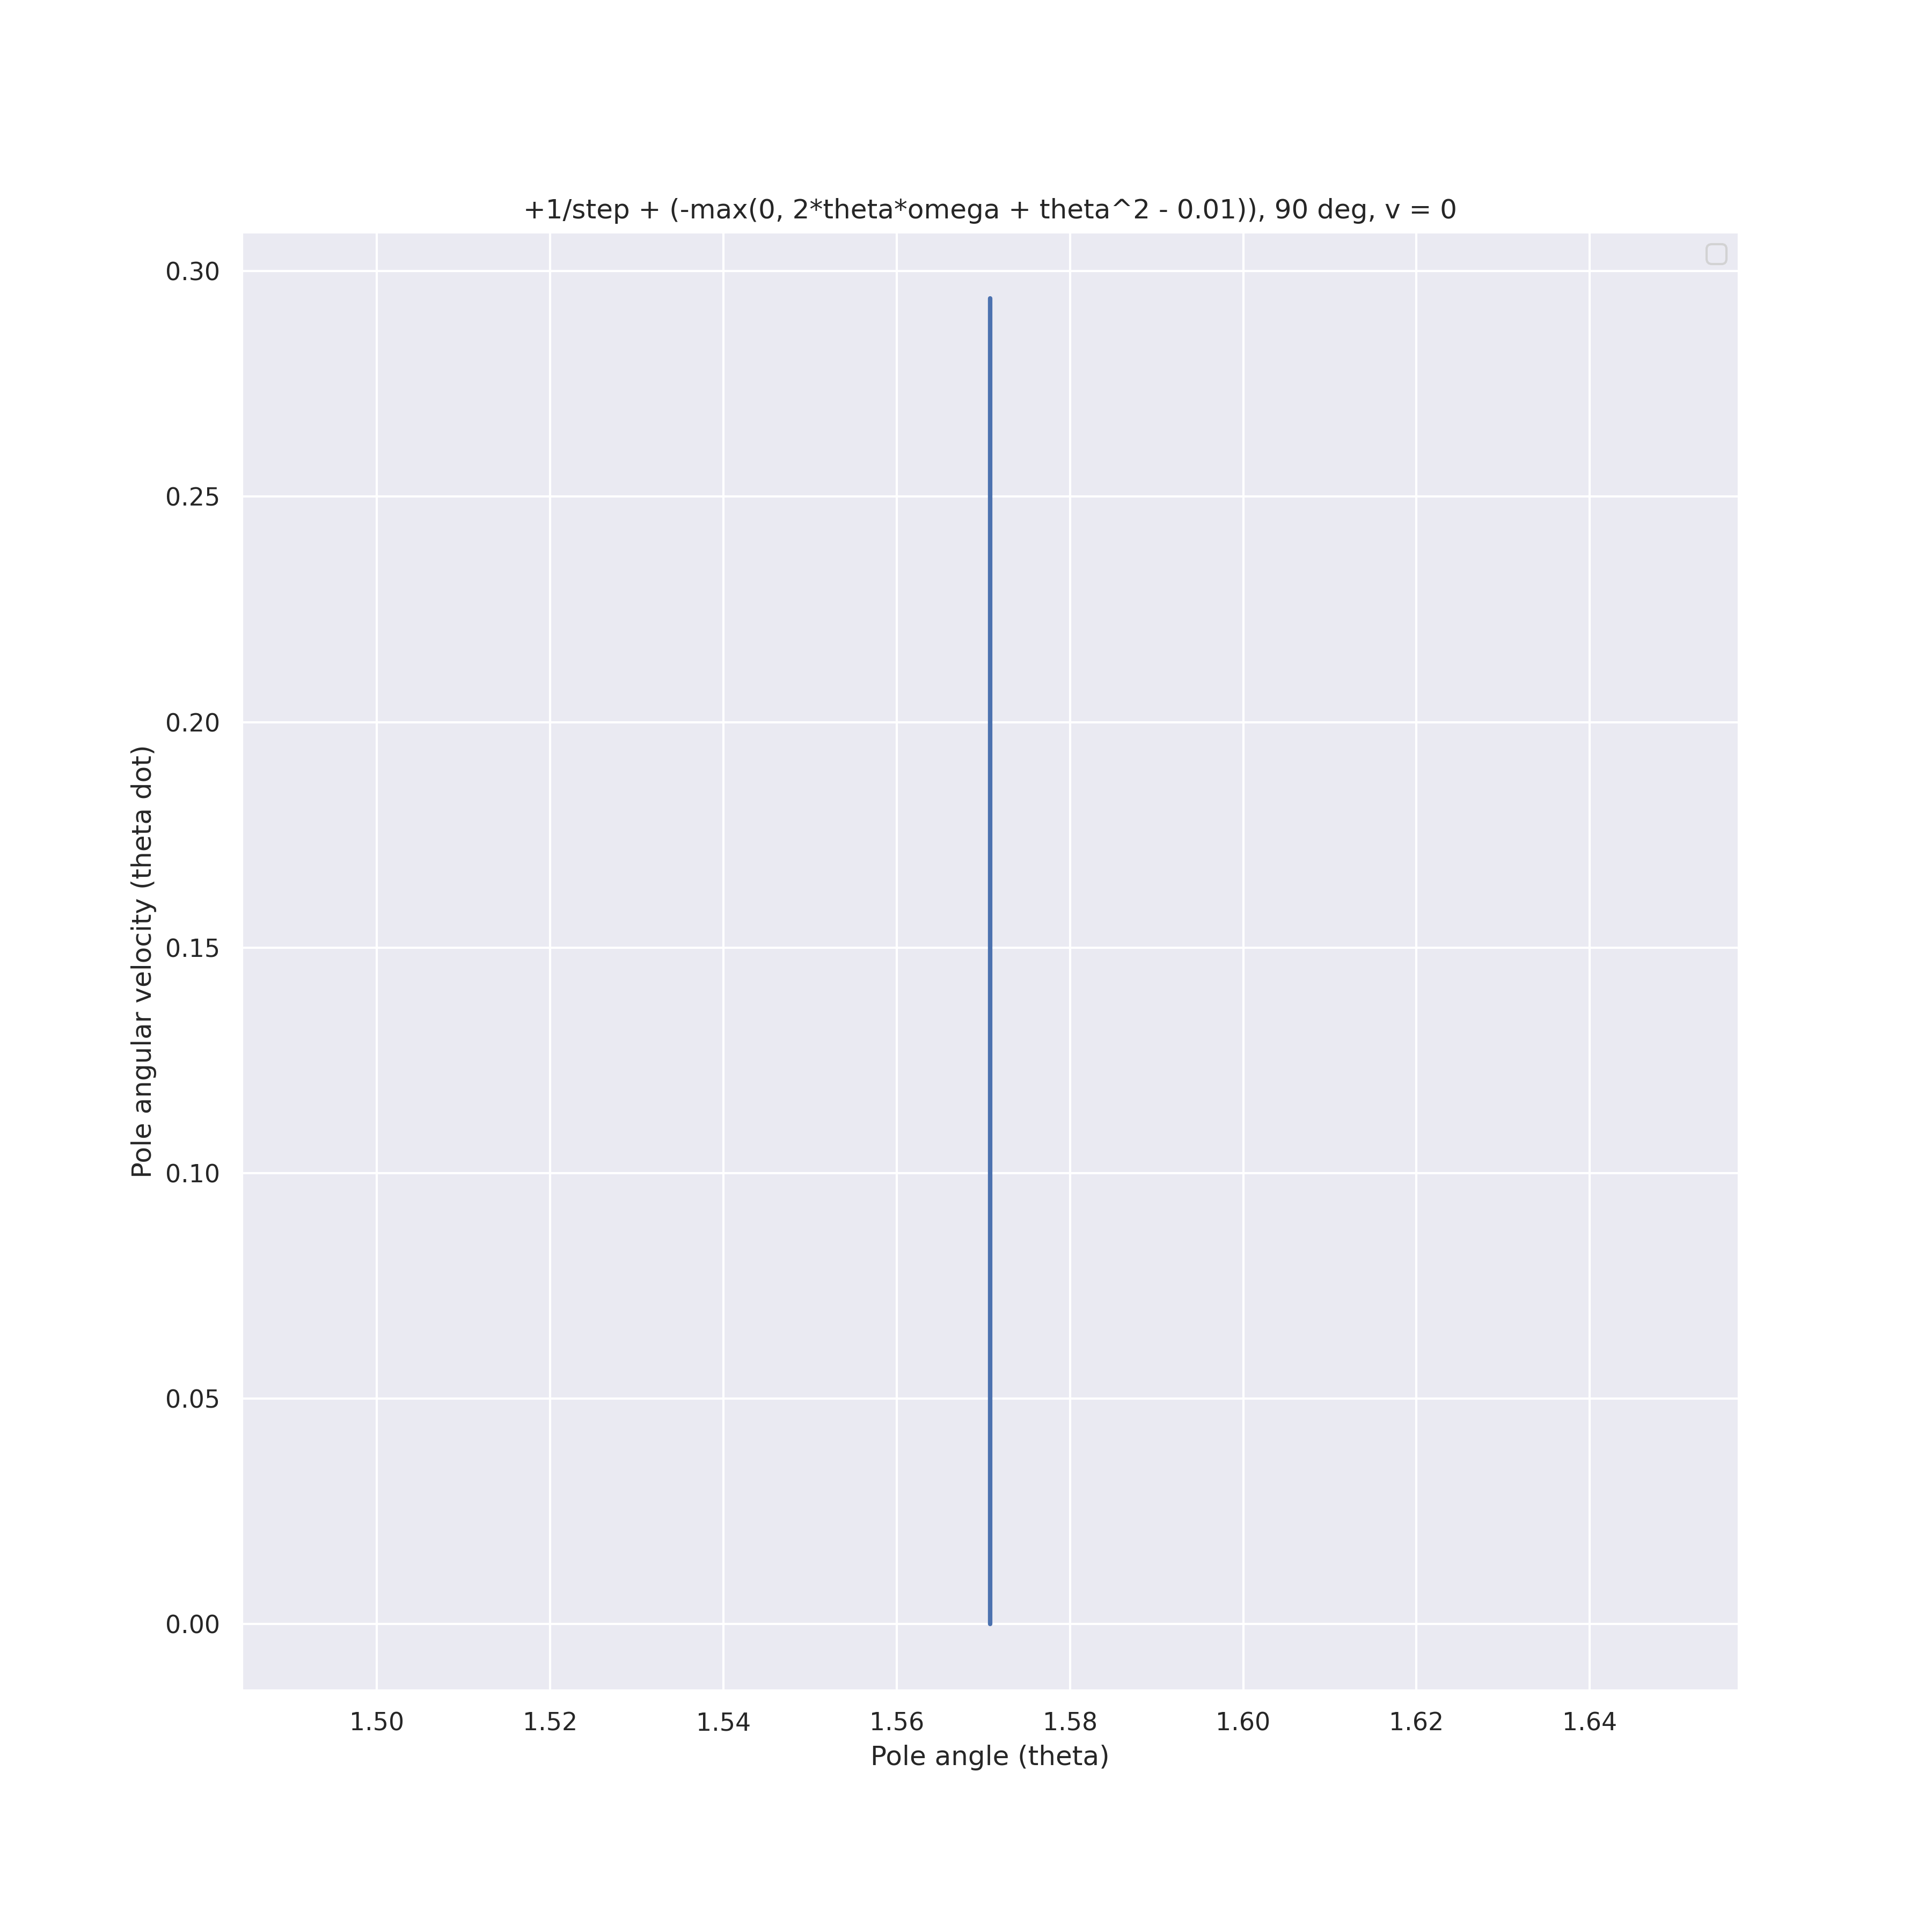 +1/step + (-max(0, 2*theta*omega + theta^2 - 0.01)), 90 deg, v = 0
0.30
0.25
0.20
0.15
0.10
0.05
0.00
Pole angular velocity (theta dot)
1.50 1.52 1.54 1.56 1.58 1.60 1.62 1.64
Pole angle (theta)